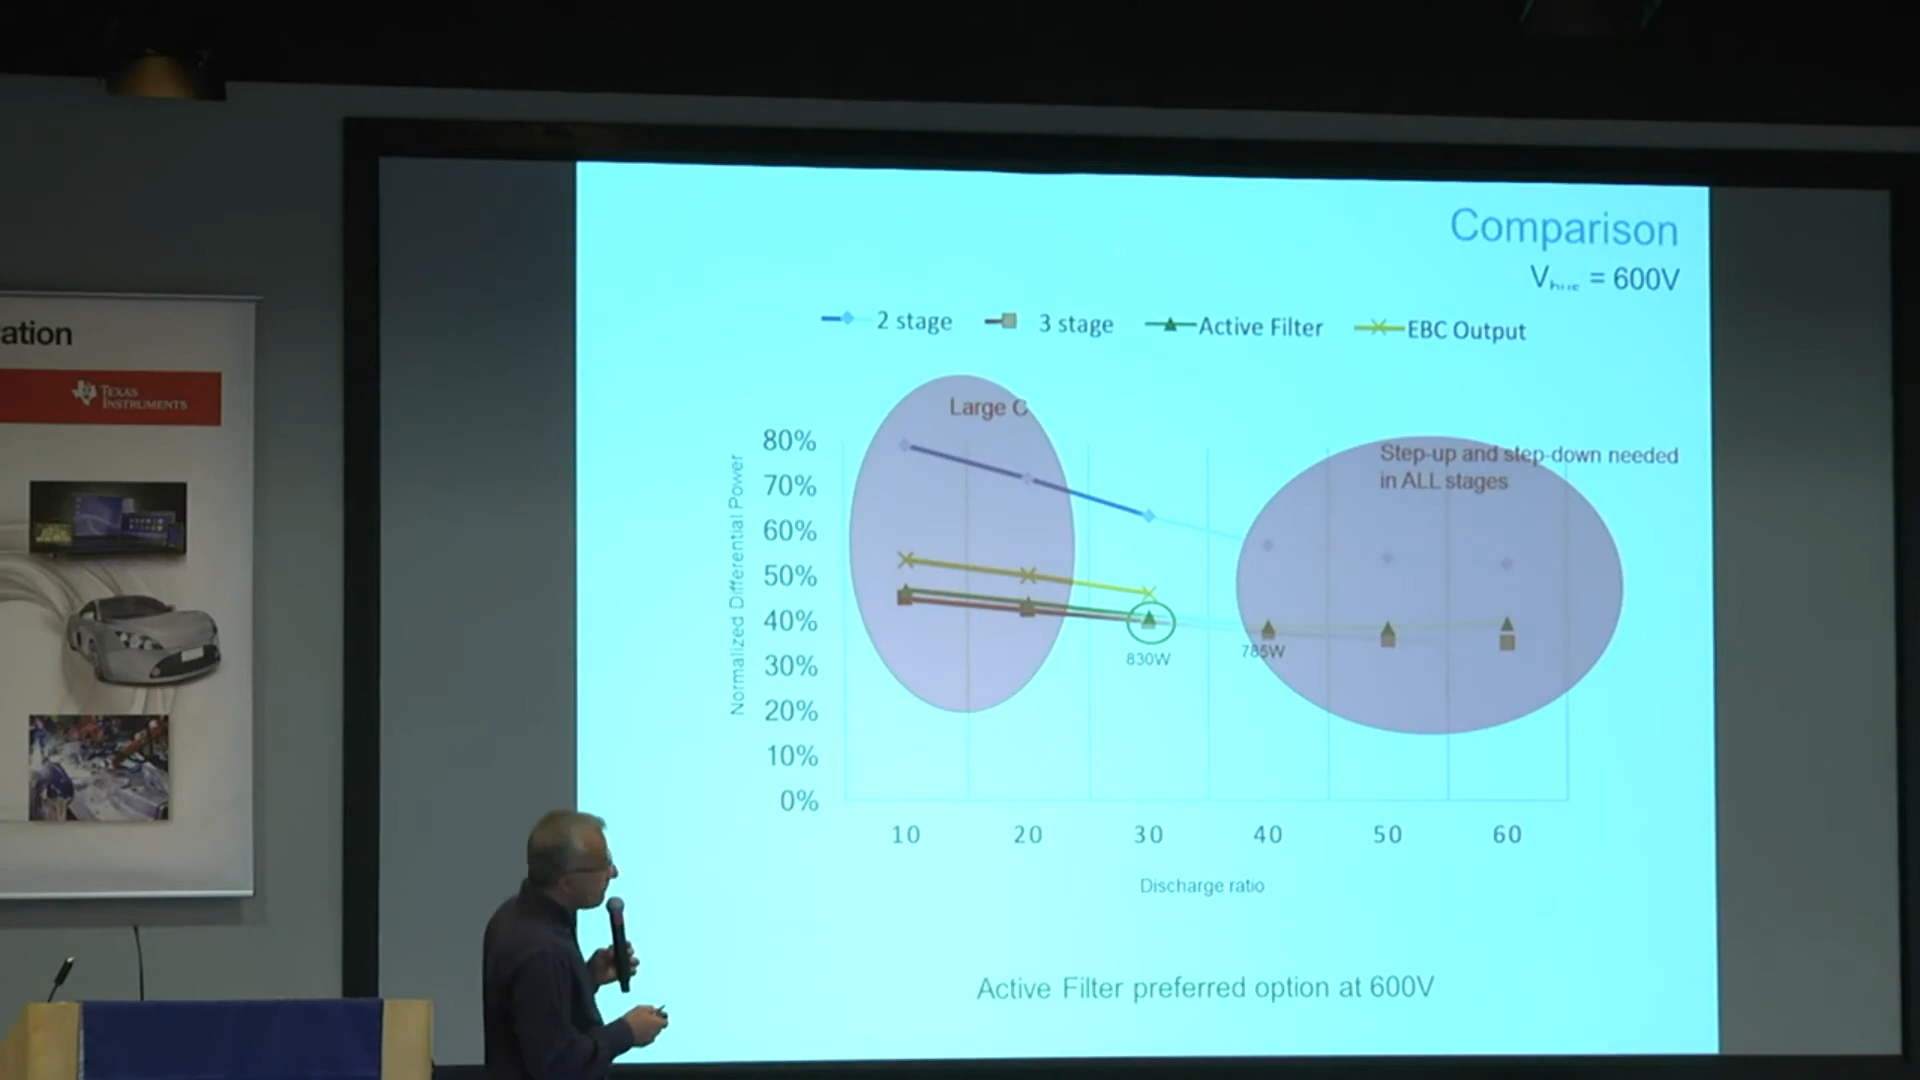 ation
TEXAS
INSTRUMENTS
Comparison
V = 600V
2 stage
3 stage
Active Filter
EBC Output
Large C
Step-up and step-down needed
in ALL stages
Normalized Differential Power
80%
70%
60%
50%
40%
30%
20%
10%
0%
830W
785W
10 20 30 40 50 60
Discharge ratio
Active Filter preferred option at 600V